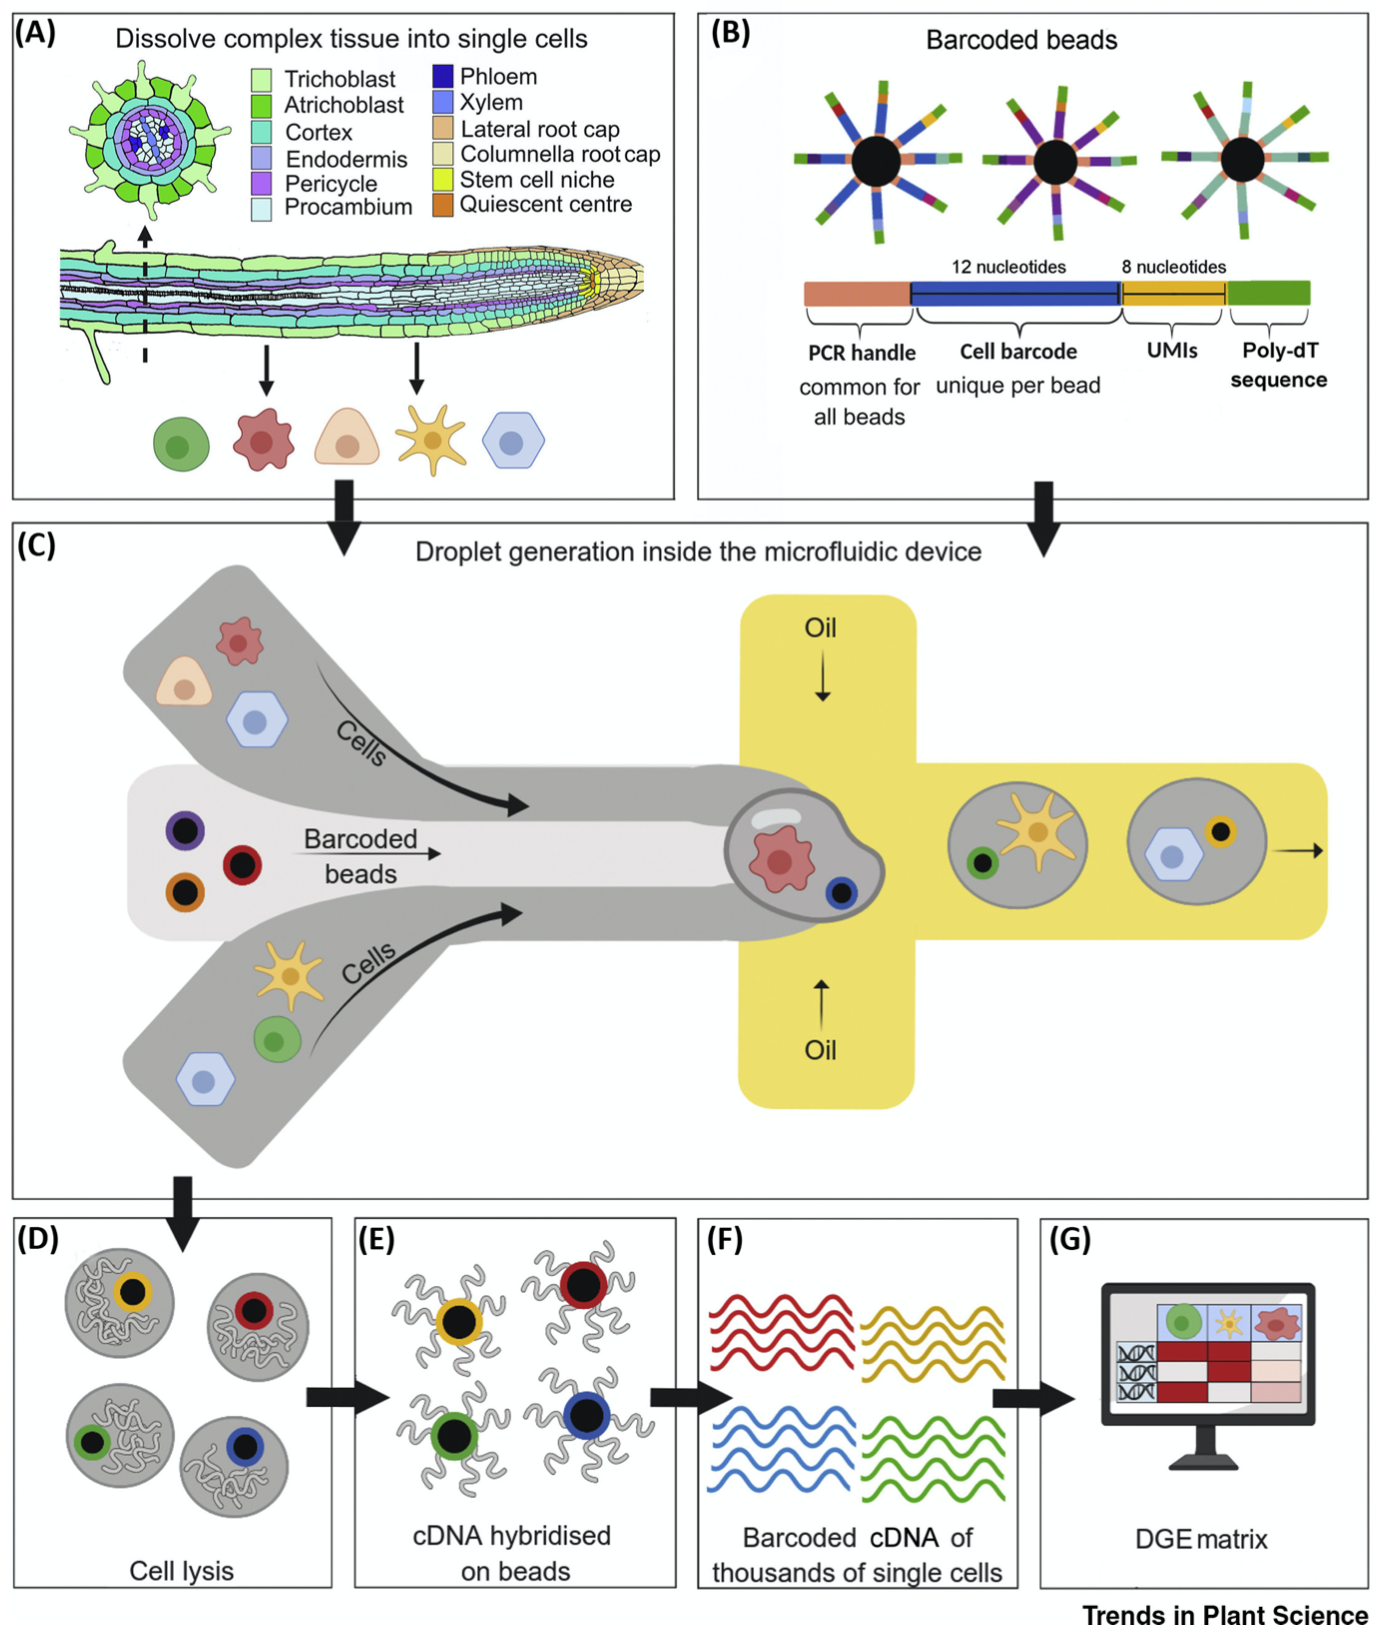 (A)
Dissolve complex tissue into single cells
Trichoblast
Atrichoblast
Cortex
Endodermis
Pericycle
Procambium
Phloem
Xylem
Lateral root cap
Columnella root cap
Stem cell niche
Quiescent centre
(B)
Barcoded beads
12 nucleotides
8 nucleotides
PCR handle
common for
all beads
Cell barcode
unique per bead
UMIs
Poly-dT
sequence
(C)
Droplet generation inside the microfluidic device
Cells
Barcoded
beads
Cells
Oil
Oil
(D)
Cell lysis
(E)
cDNA hybridised
on beads
(F)
Barcoded cDNA of
thousands of single cells
(G)
DGE matrix
Trends in Plant Science